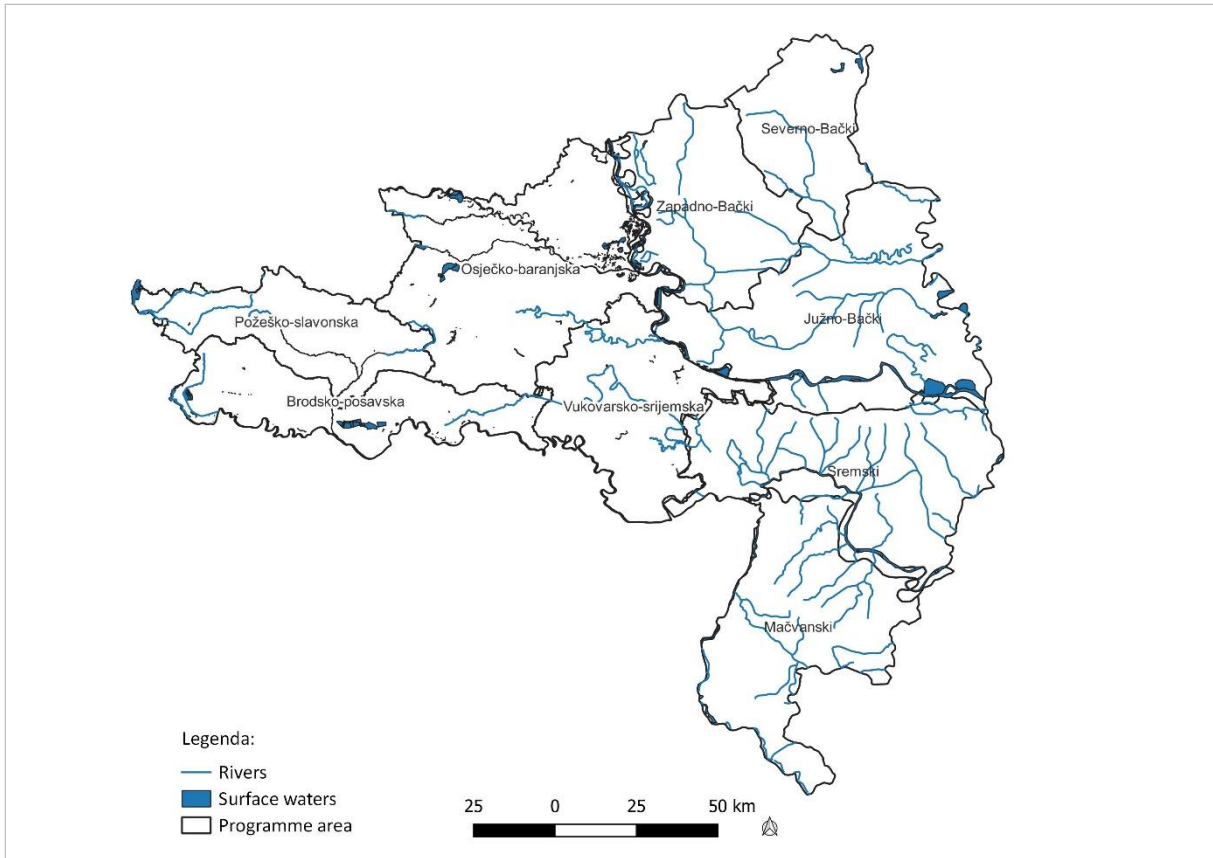 Severno-Bački
Zapadno-Bački
Osječko-baranjska
Požeško-slavonska
Južno-Bački
Brodsko-posavska
Vukovarsko-srijemska
Sremski
Mačvanski
Legenda:
Rivers
Surface waters
Programme area
25 0 25 50 km